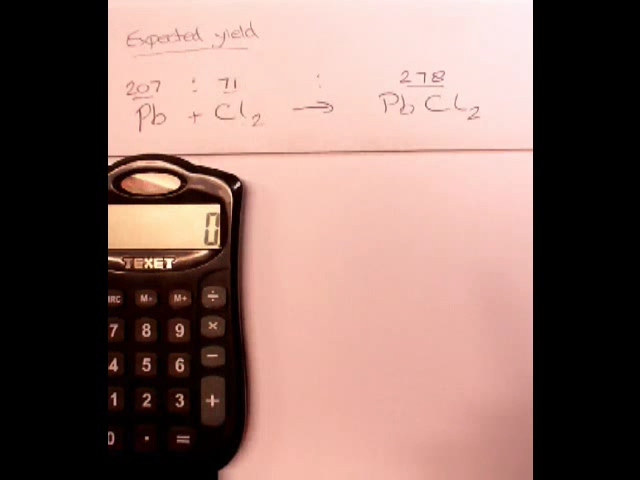 Expected yield
207 : 71 : 278
Pb + Cl2 → PbCl2
0
TEXET
MRC M- M+ ÷
7 8 9 ×
4 5 6 −
1 2 3 +
0 . =